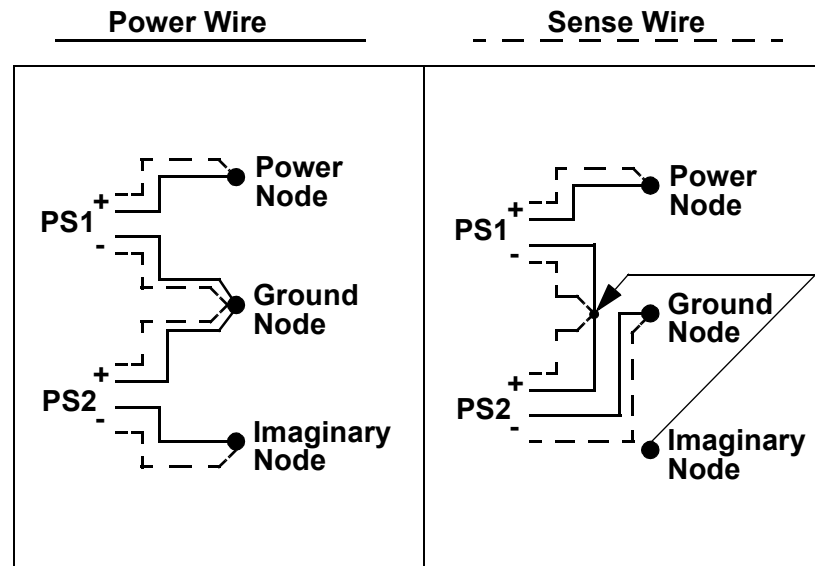 Power Wire
Sense Wire
+
PS1
-
Power
Node
Ground
Node
+
PS2
-
Imaginary
Node
+
PS1
-
Power
Node
Ground
Node
+
PS2
-
Imaginary
Node